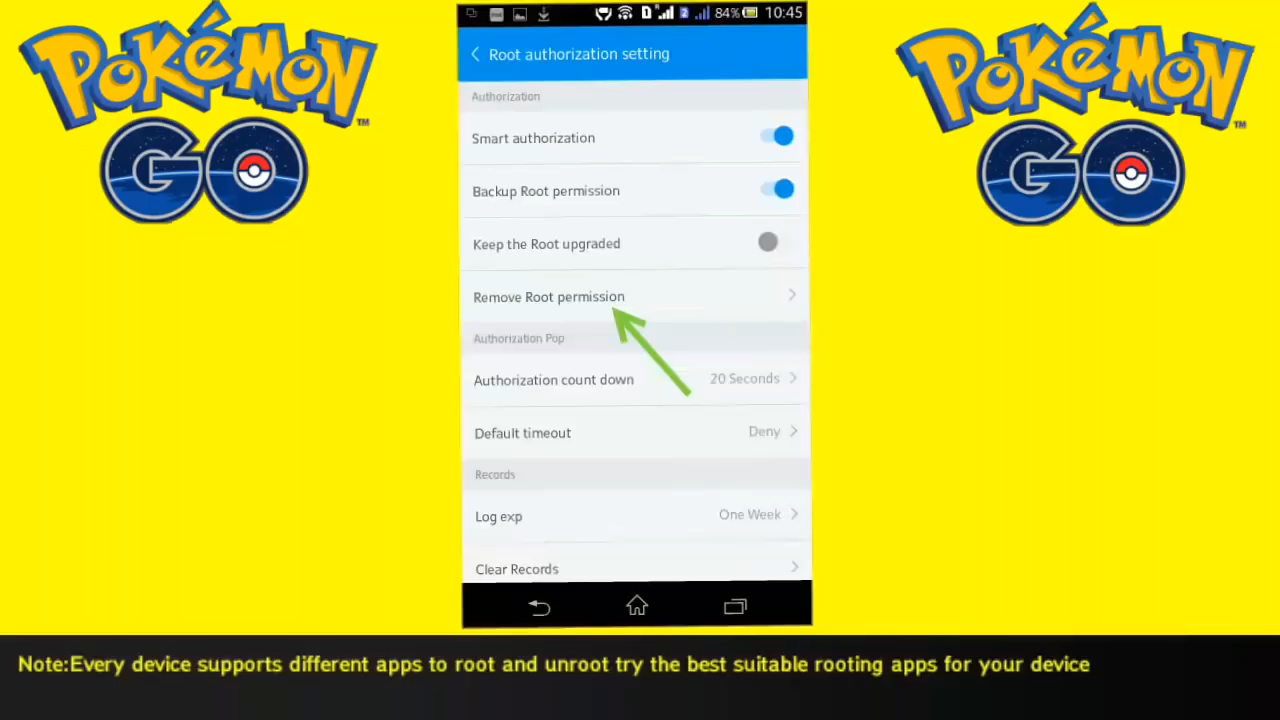 POKÉMON
GO
TM
POKÉMON
GO
TM
D R 2 84% 10:45
Root authorization setting
Authorization
Smart authorization
Backup Root permission
Keep the Root upgraded
Remove Root permission
Authorization Pop
Authorization count down 20 Seconds
Default timeout Deny
Records
Log exp One Week
Clear Records
Note:Every device supports different apps to root and unroot try the best suitable rooting apps for your device